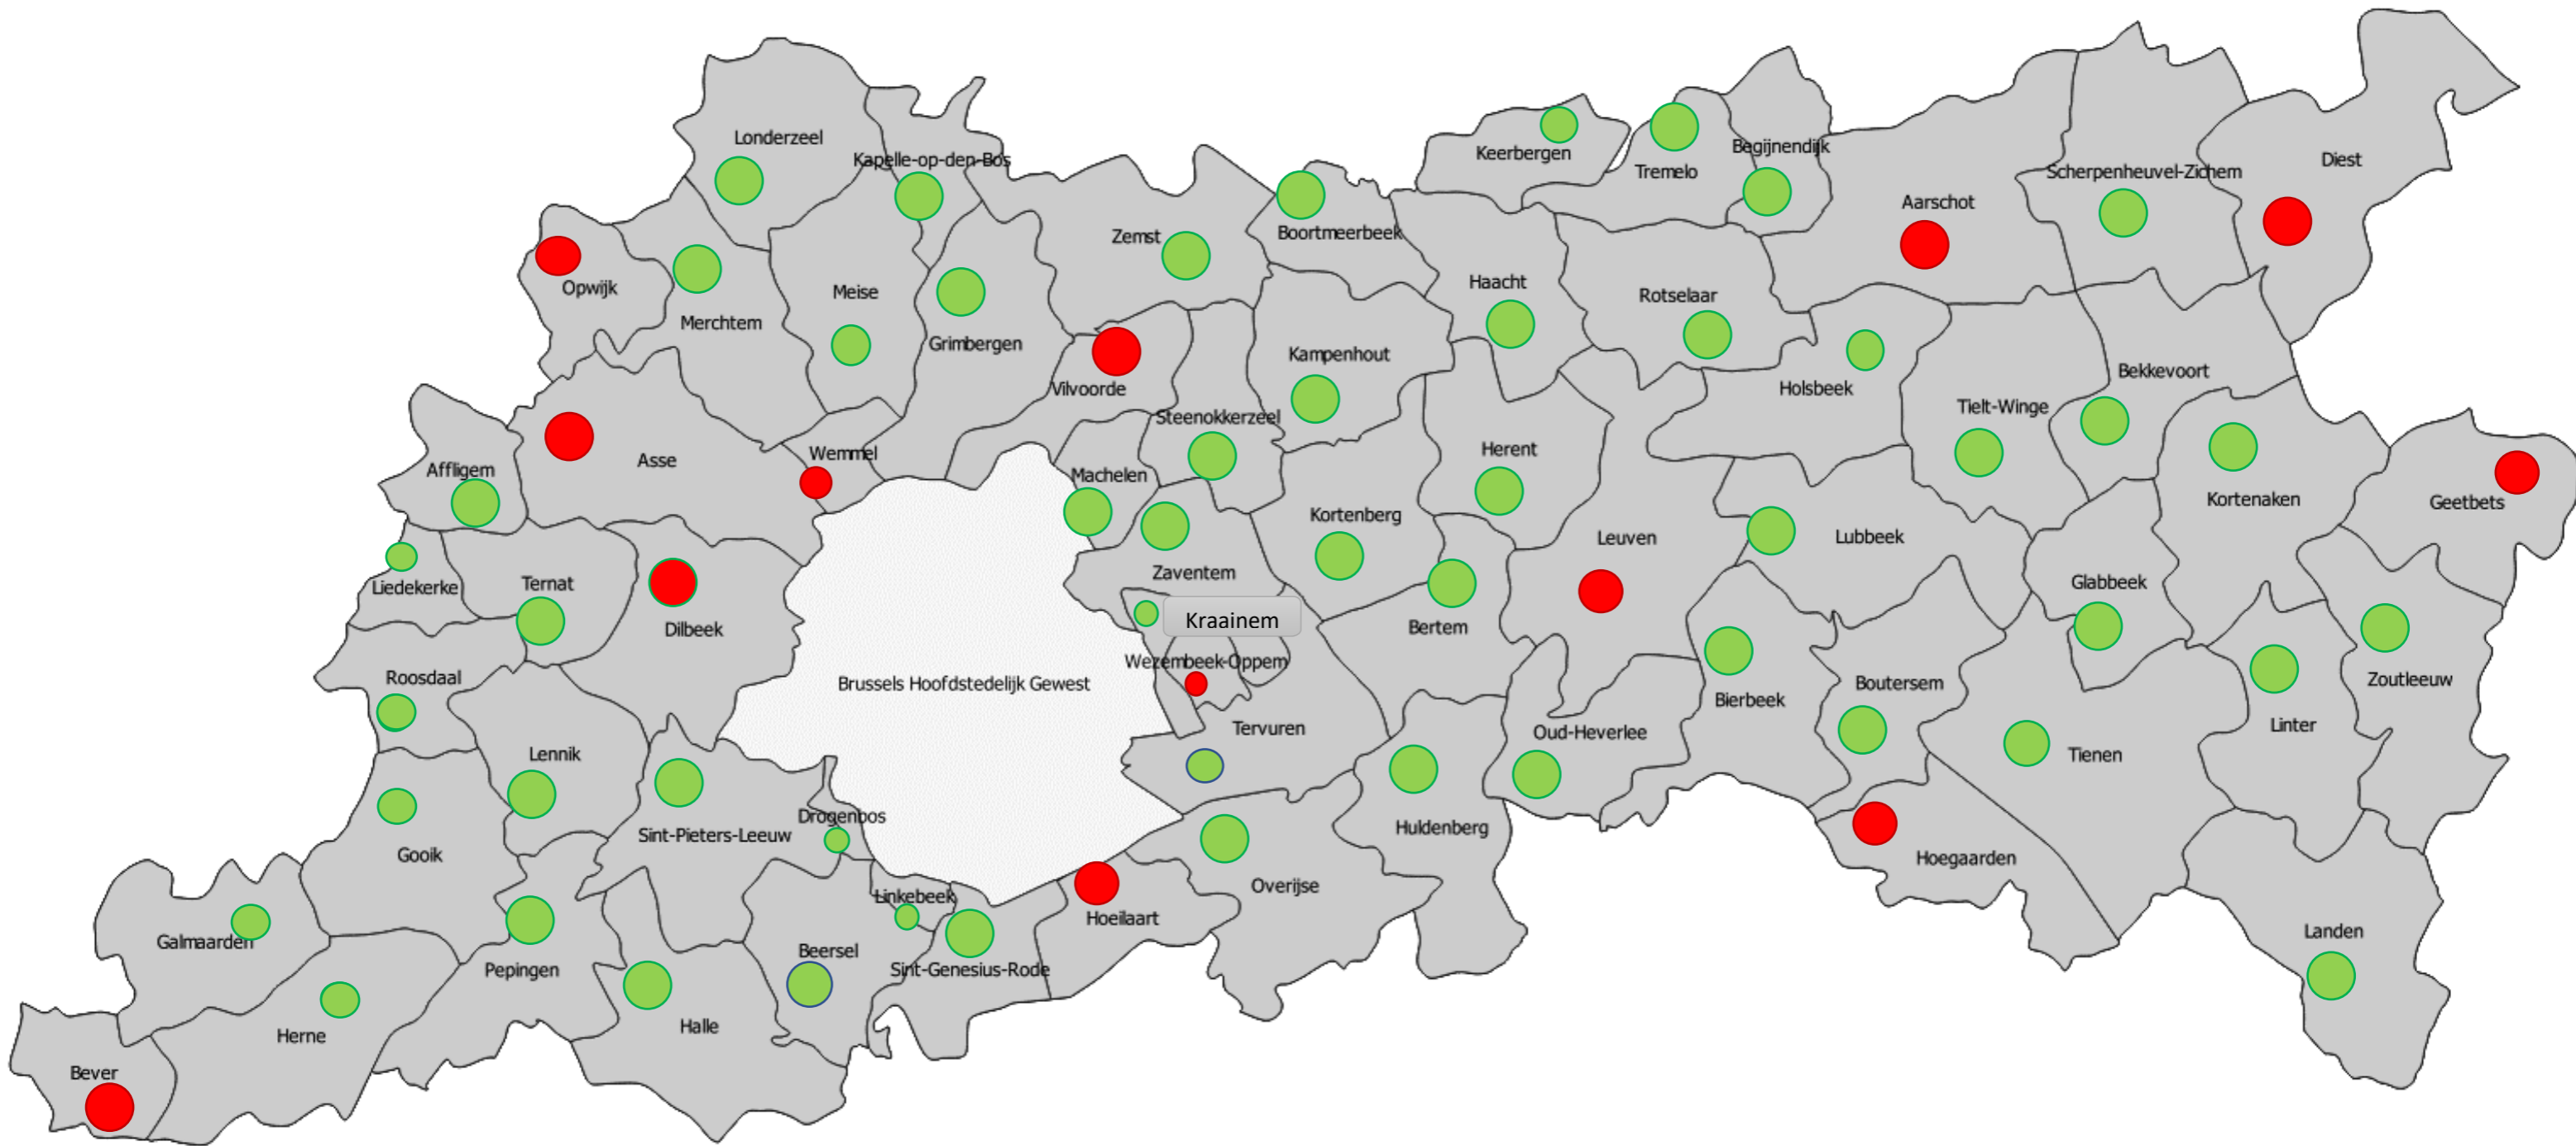 Londerzeel
Kapelle-op-den-Bos
Keerbergen
Tremelo
Begijnendijk
Scherpenheuvel-Zichem
Diest
Aarschot
Zemst
Boortmeerbeek
Opwijk
Merchtem
Meise
Grimbergen
Haacht
Rotselaar
Vilvoorde
Kampenhout
Holsbeek
Bekkevoort
Tielt-Winge
Steenokkerzeel
Affligem
Asse
Wemmel
Machelen
Herent
Kortenaken
Geetbets
Kortenberg
Leuven
Lubbeek
Liedekerke
Ternat
Zaventem
Glabbeek
Dilbeek
Kraainem
Bertem
Wezembeek-Oppem
Roosdaal
Brussels Hoofdstedelijk Gewest
Bierbeek
Boutersem
Zoutleeuw
Lennik
Tervuren
Oud-Heverlee
Linter
Tienen
Sint-Pieters-Leeuw
Drogenbos
Huldenberg
Gooik
Hoegaarden
Overijse
Linkebeek
Hoeilaart
Galmaarden
Pepingen
Beersel
Sint-Genesius-Rode
Landen
Herne
Halle
Bever